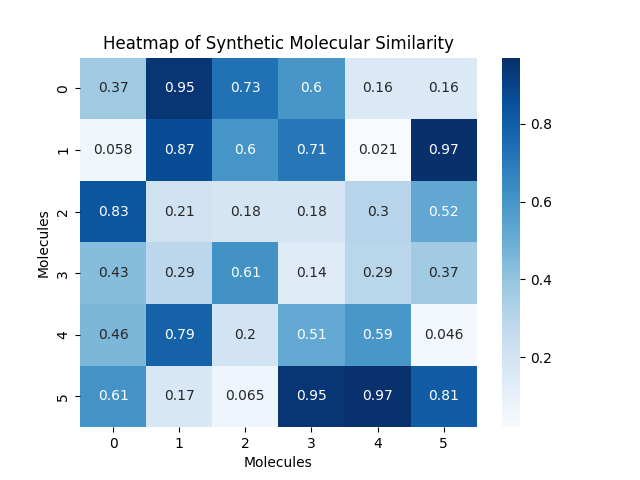 Heatmap of Synthetic Molecular Similarity
0 0.37 0.95 0.73 0.6 0.16 0.16
1 0.058 0.87 0.6 0.71 0.021 0.97
2 0.83 0.21 0.18 0.18 0.3 0.52
3 0.43 0.29 0.61 0.14 0.29 0.37
4 0.46 0.79 0.2 0.51 0.59 0.046
5 0.61 0.17 0.065 0.95 0.97 0.81
0 1 2 3 4 5
Molecules
Molecules
0.8
0.6
0.4
0.2